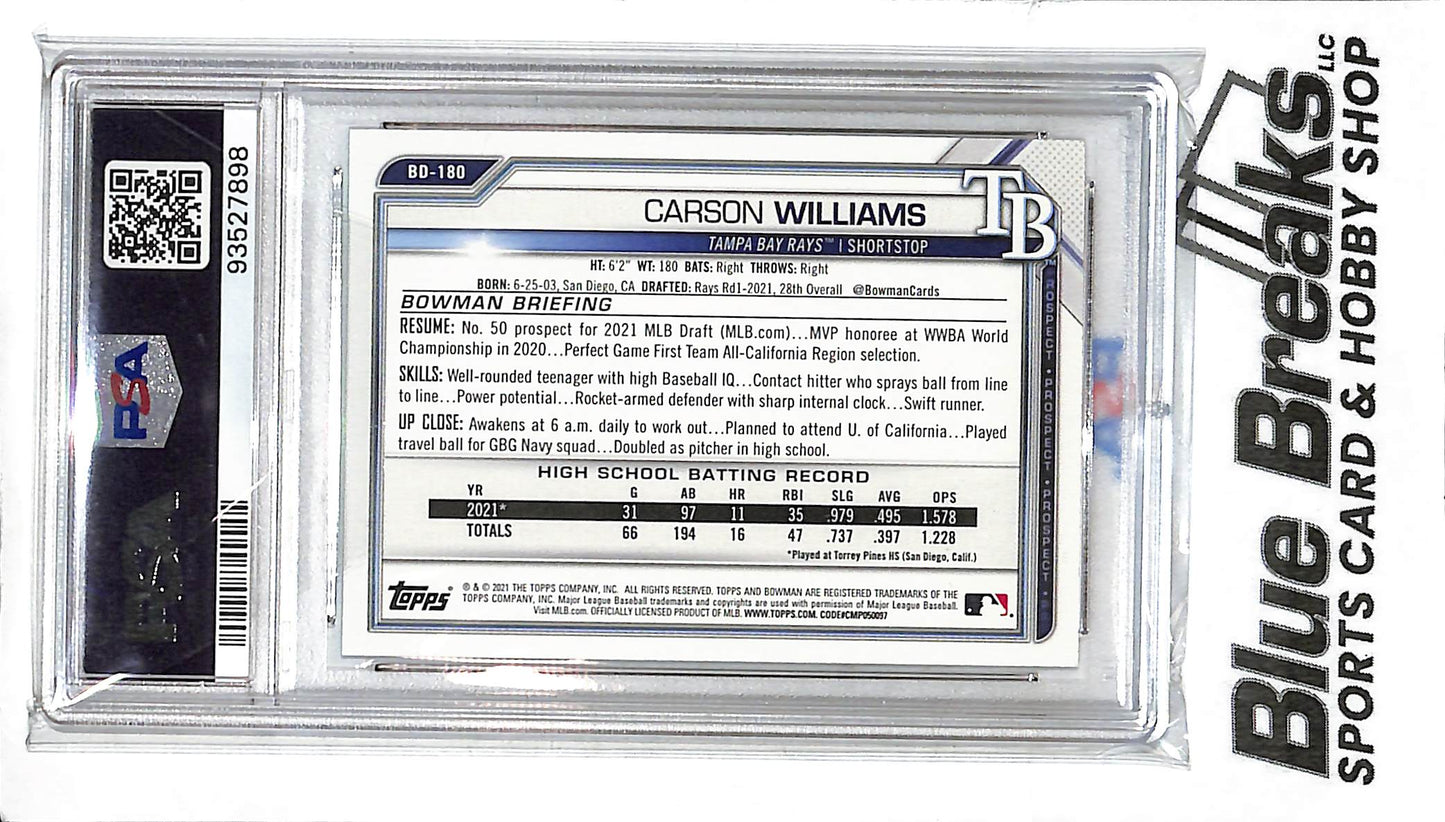 93527898
PSA
BD-180
TB
CARSON WILLIAMS
TAMPA BAY RAYS™ | SHORTSTOP
HT: 6'2" WT: 180 BATS: Right THROWS: Right
BORN: 6-25-03, San Diego, CA DRAFTED: Rays Rd1-2021, 28th Overall @BowmanCards
BOWMAN BRIEFING
RESUME: No. 50 prospect for 2021 MLB Draft (MLB.com)...MVP honoree at WWBA World
Championship in 2020...Perfect Game First Team All-California Region selection.
SKILLS: Well-rounded teenager with high Baseball IQ...Contact hitter who sprays ball from line
to line...Power potential...Rocket-armed defender with sharp internal clock...Swift runner.
UP CLOSE: Awakens at 6 a.m. daily to work out...Planned to attend U. of California...Played
travel ball for GBG Navy squad...Doubled as pitcher in high school.
HIGH SCHOOL BATTING RECORD
YR G AB HR RBI SLG AVG OPS
2021* 31 97 11 35 .979 .495 1.578
TOTALS 66 194 16 47 .737 .397 1.228
*Played at Torrey Pines HS (San Diego, Calif.)
topps® ® & © 2021 THE TOPPS COMPANY, INC. ALL RIGHTS RESERVED. TOPPS AND BOWMAN ARE REGISTERED TRADEMARKS OF THE
TOPPS COMPANY, INC. Major League Baseball trademarks and copyrights are used with permission of Major League Baseball.
Visit MLB.com. OFFICIALLY LICENSED PRODUCT OF MLB. WWW.TOPPS.COM. CODE#CMP050097
PROSPECT • PROSPECT • PROSPECT •
Blue Breaks LLC
SPORTS CARD & HOBBY SHOP